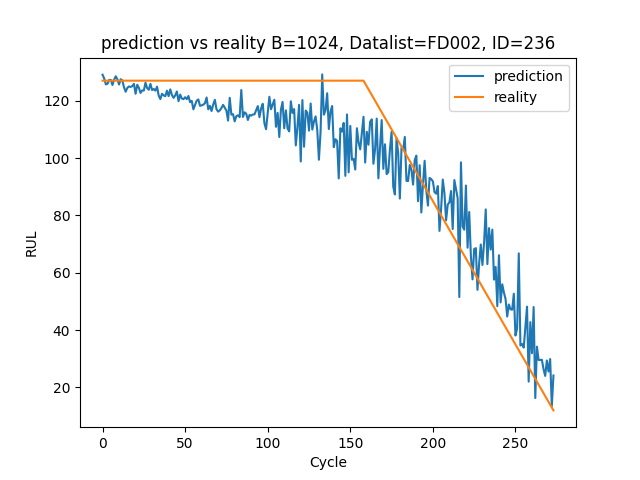 prediction vs reality B=1024, Datalist=FD002, ID=236
prediction
reality
RUL
120
100
80
60
40
20
0 50 100 150 200 250
Cycle